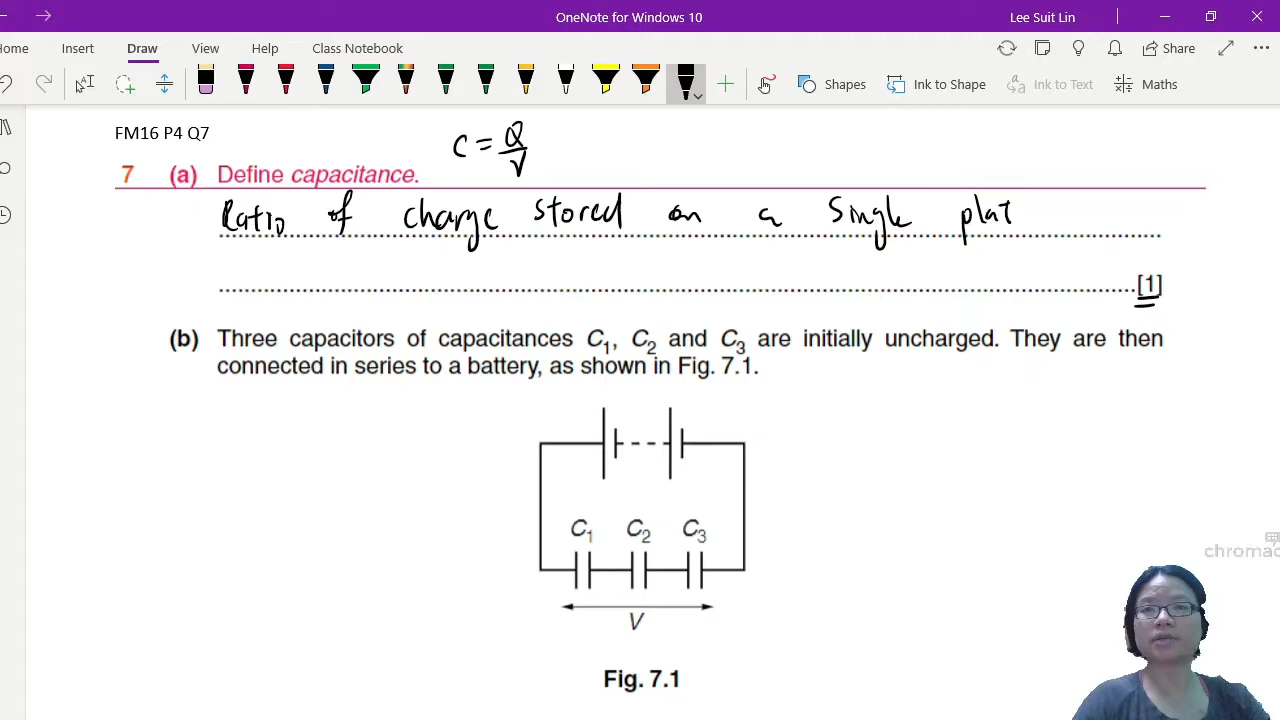 OneNote for Windows 10
Lee Suit Lin
Home Insert Draw View Help Class Notebook Share
Shapes Ink to Shape Ink to Text Maths
FM16 P4 Q7
C = Q/V
7 (a) Define capacitance.
Ratio of charge stored on a single plat
[1]
(b) Three capacitors of capacitances C1, C2 and C3 are initially uncharged. They are then
connected in series to a battery, as shown in Fig. 7.1.
C1 C2 C3
chromac
V
Fig. 7.1